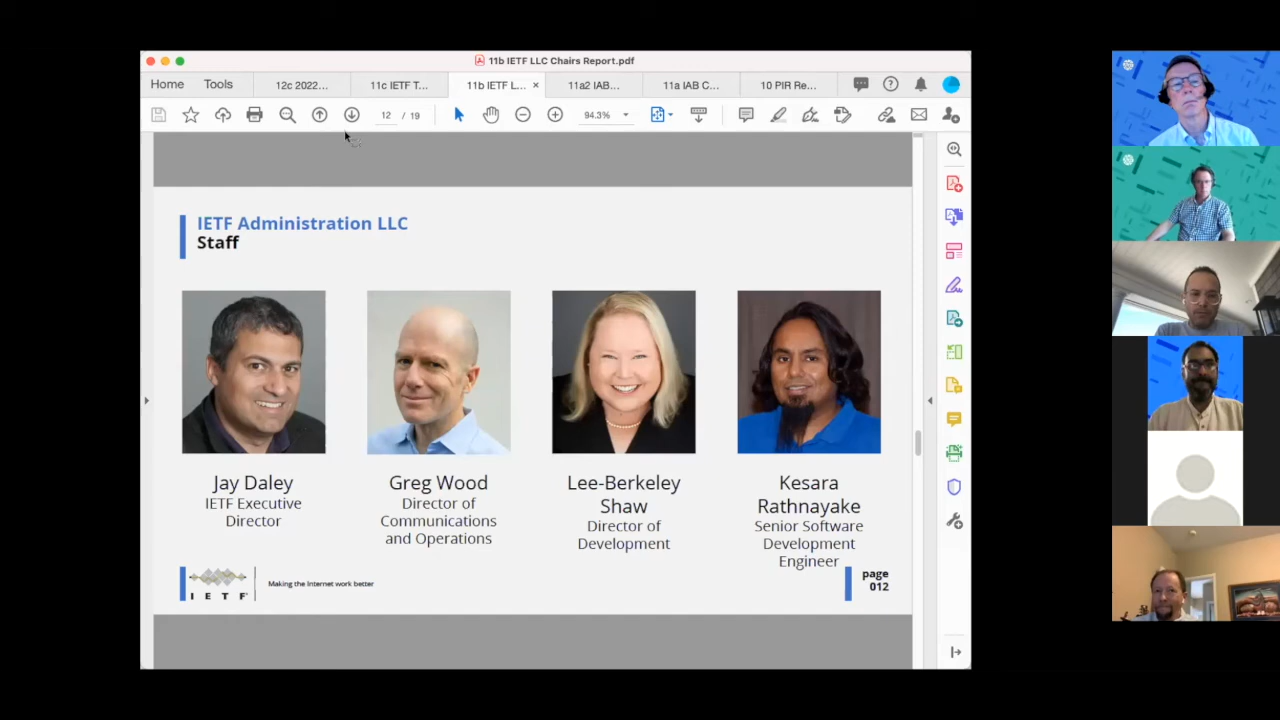 11b IETF LLC Chairs Report.pdf
Home Tools 12c 2022... 11c IETF T... 11b IETF L... × 11a2 IAB... 11a IAB C... 10 PIR Re...
12 / 19 94.3%
IETF Administration LLC
Staff
Jay Daley
IETF Executive
Director
Greg Wood
Director of
Communications
and Operations
Lee-Berkeley
Shaw
Director of
Development
Kesara
Rathnayake
Senior Software
Development
Engineer
I E T F
Making the Internet work better
page
012